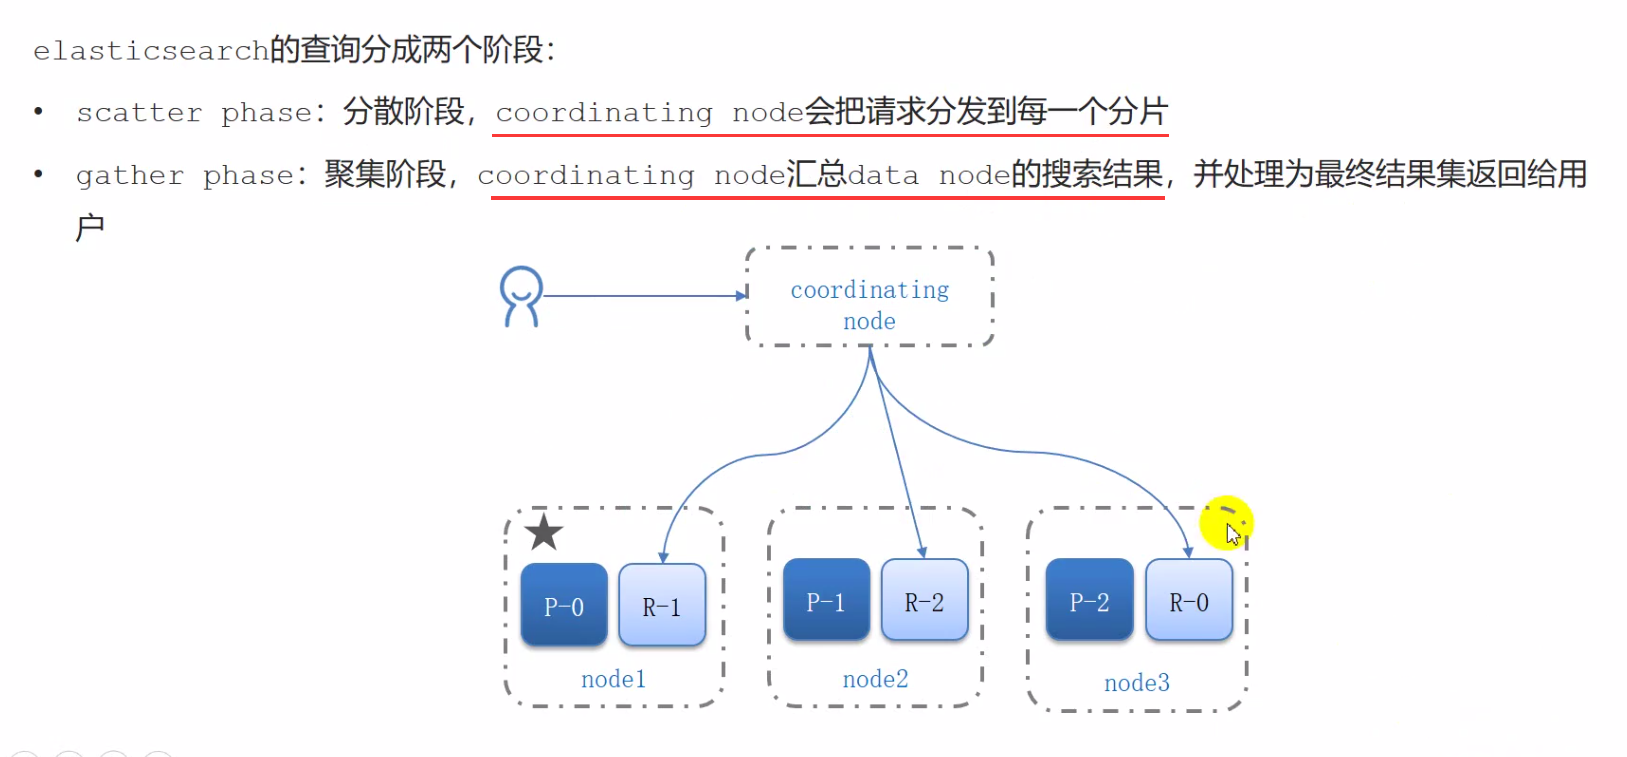 elasticsearch的查询分成两个阶段：
• scatter phase：分散阶段，coordinating node会把请求分发到每一个分片
• gather phase：聚集阶段，coordinating node汇总data node的搜索结果，并处理为最终结果集返回给用
户
coordinating
node
P-0
R-1
node1
P-1
R-2
node2
P-2
R-0
node3